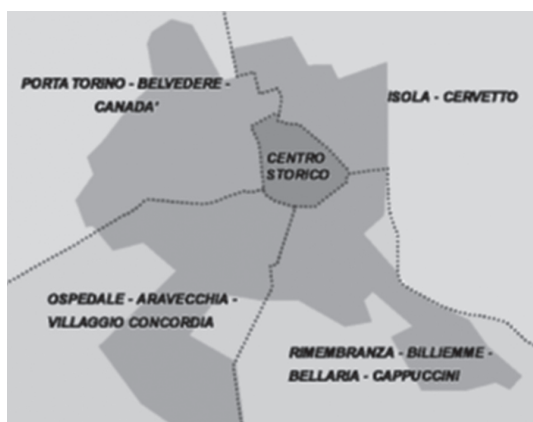 PORTA TORINO - BELVEDERE -
CANADA'
ISOLA - CERVETTO
CENTRO
STORICO
OSPEDALE - ARAVECCHIA -
VILLAGGIO CONCORDIA
RIMEMBRANZA - BILLIEMME -
BELLARIA - CAPPUCCINI